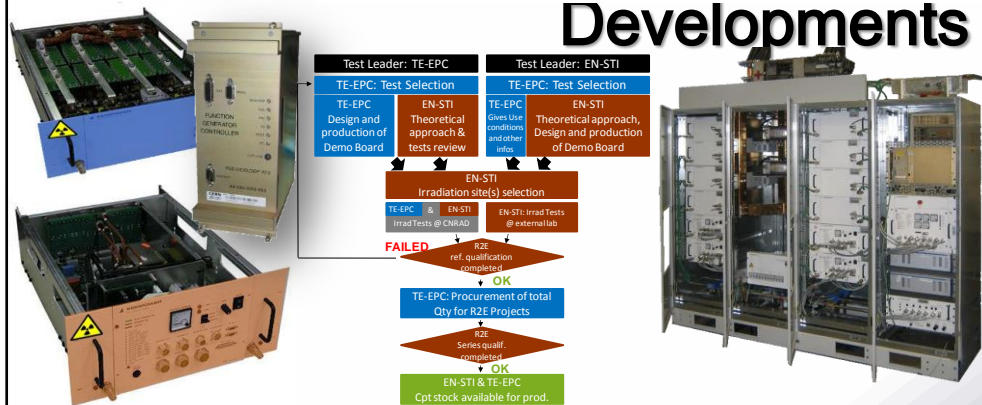 Developments
FUNCTION
GENERATOR
CONTROLLER
Test Leader: TE-EPC
TE-EPC: Test Selection
TE-EPC
Design and
production of
Demo Board
EN-STI
Theoretical
approach &
tests review
Test Leader: EN-STI
TE-EPC: Test Selection
TE-EPC
Gives Use
conditions
and other
infos
EN-STI
Theoretical approach,
Design and production
of Demo Board
EN-STI
Irradiation site(s) selection
TE-EPC & EN-STI
Irrad Tests @ CNRAD
EN-STI: Irrad Tests
@ external lab
FAILED
R2E
ref. qualification
completed
OK
TE-EPC: Procurement of total
Qty for R2E Projects
R2E
Series qualif.
completed
OK
EN-STI & TE-EPC
Cpt stock available for prod.